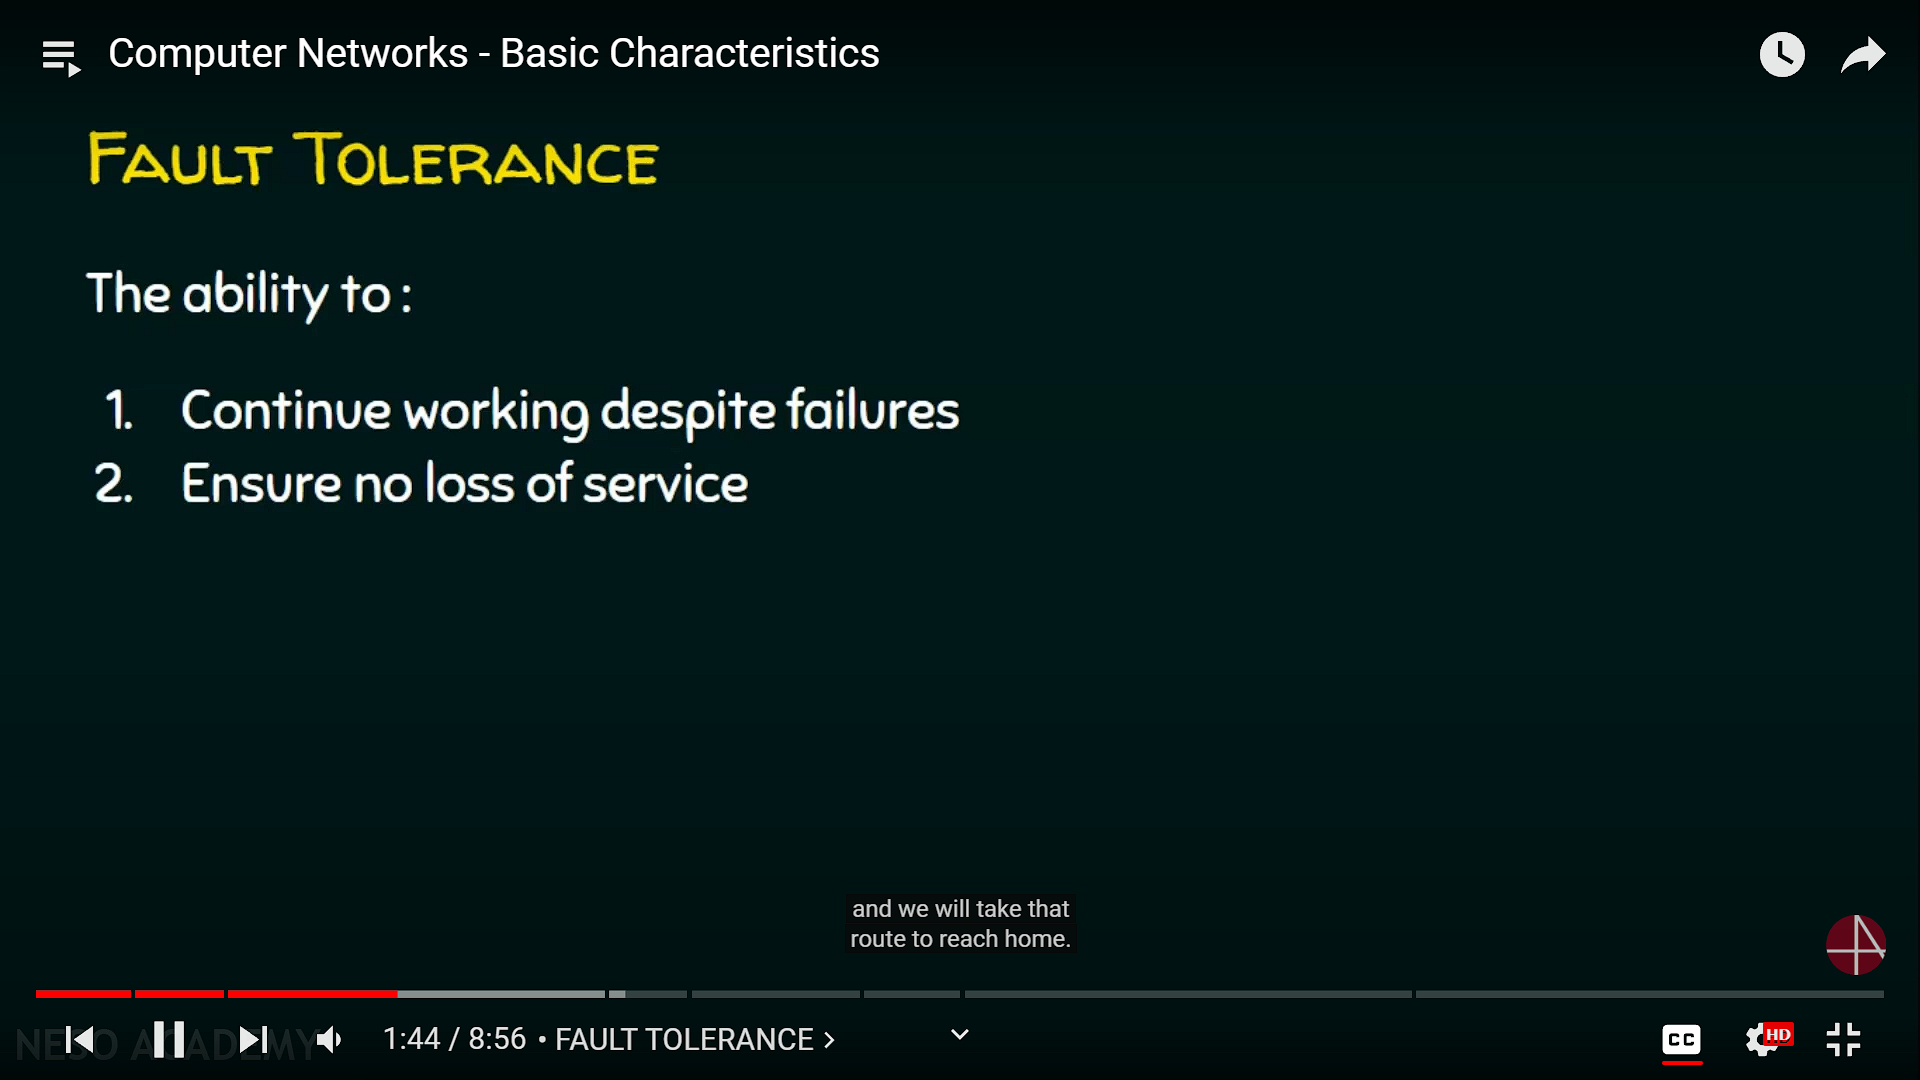 Computer Networks - Basic Characteristics
FAULT TOLERANCE
The ability to :
1. Continue working despite failures
2. Ensure no loss of service
and we will take that
route to reach home.
NESO ACADEMY
1:44 / 8:56 • FAULT TOLERANCE >
CC
HD